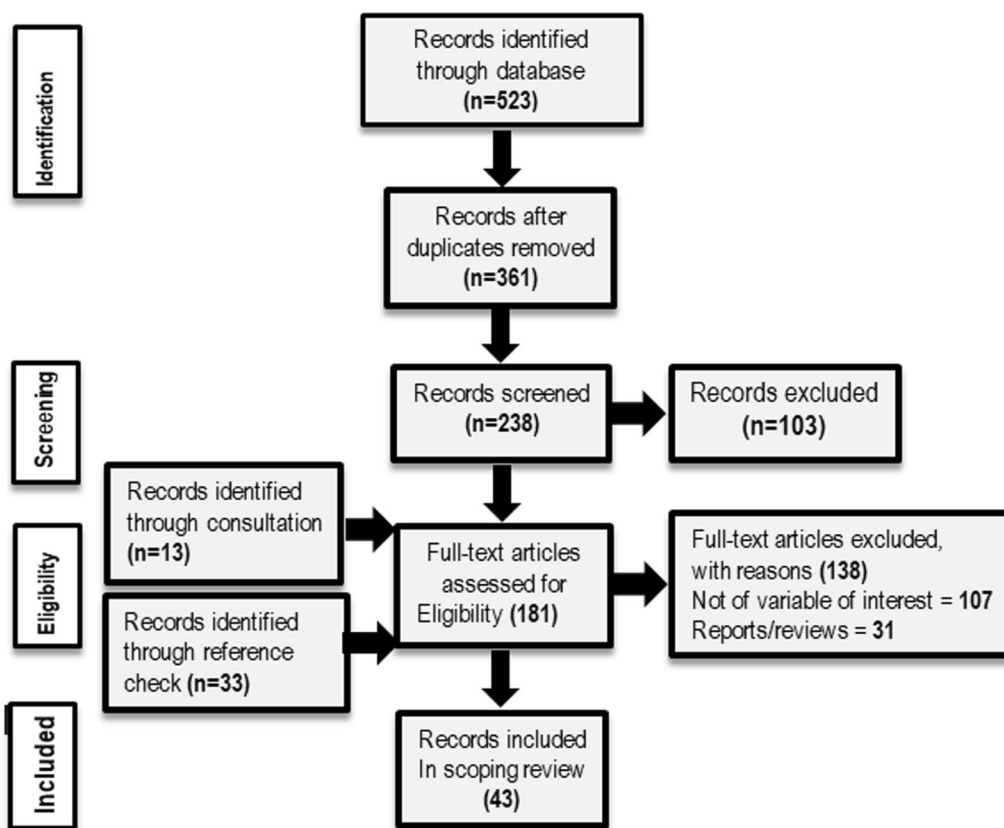 Identification
Records identified
through database
(n=523)
Records after
duplicates removed
(n=361)
Screening
Records screened
(n=238)
Records excluded
(n=103)
Records identified
through consultation
(n=13)
Eligibility
Full-text articles
assessed for
Eligibility (181)
Full-text articles excluded,
with reasons (138)
Not of variable of interest = 107
Reports/reviews = 31
Records identified
through reference
check (n=33)
Included
Records included
In scoping review
(43)